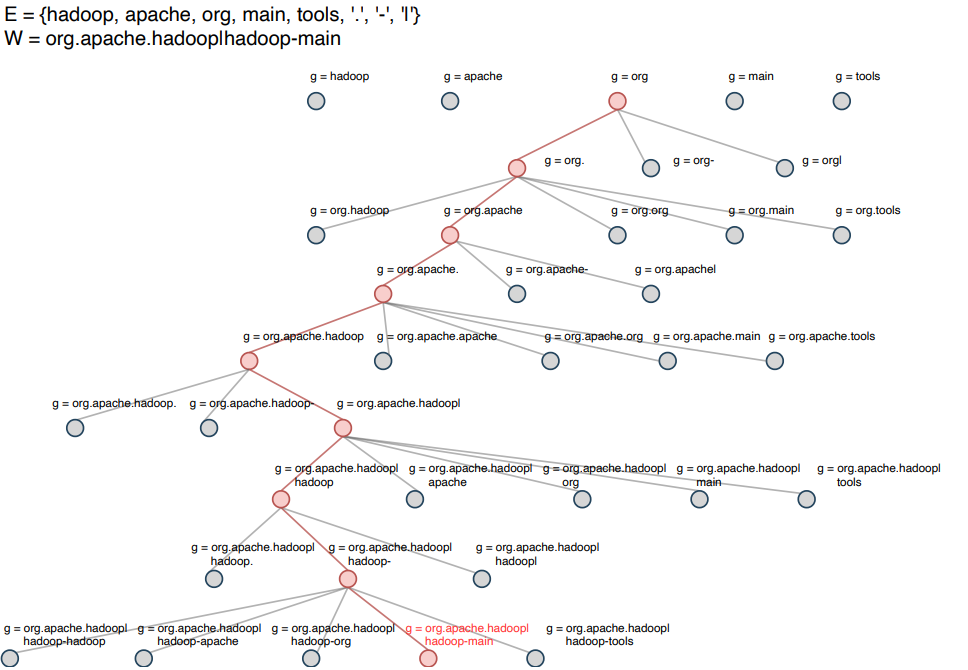 E = {hadoop, apache, org, main, tools, '.', '-', 'l'}
W = org.apache.hadooplhadoop-main
g = hadoop
g = apache
g = org
g = main
g = tools
g = org.
g = org-
g = orgl
g = org.hadoop
g = org.apache
g = org.org
g = org.main
g = org.tools
g = org.apache.
g = org.apache-
g = org.apachel
g = org.apache.hadoop
g = org.apache.apache
g = org.apache.org
g = org.apache.main
g = org.apache.tools
g = org.apache.hadoop.
g = org.apache.hadoop-
g = org.apache.hadoopl
g = org.apache.hadoopl
hadoop
g = org.apache.hadoopl
apache
g = org.apache.hadoopl
org
g = org.apache.hadoopl
main
g = org.apache.hadoopl
tools
g = org.apache.hadoopl
hadoop.
g = org.apache.hadoopl
hadoop-
g = org.apache.hadoopl
hadoopl
g = org.apache.hadoopl
hadoop-hadoop
g = org.apache.hadoopl
hadoop-apache
g = org.apache.hadoopl
hadoop-org
g = org.apache.hadoopl
hadoop-main
g = org.apache.hadoopl
hadoop-tools